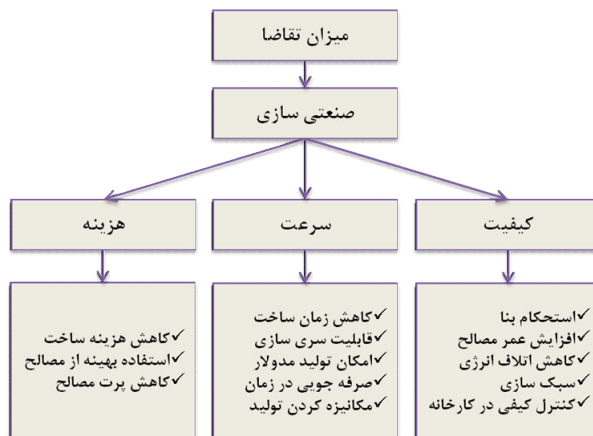 میزان تقاضا
صنعتی سازی
کیفیت
سرعت
هزینه
✓استحکام بنا
✓افزایش عمر مصالح
✓کاهش اتلاف انرژی
✓سبک سازی
✓کنترل کیفی در کارخانه
✓کاهش زمان ساخت
✓قابلیت سری سازی
✓امکان تولید مدولار
✓صرفه جویی در زمان
✓مکانیزه کردن تولید
✓کاهش هزینه ساخت
✓استفاده بهینه از مصالح
✓کاهش پرت مصالح